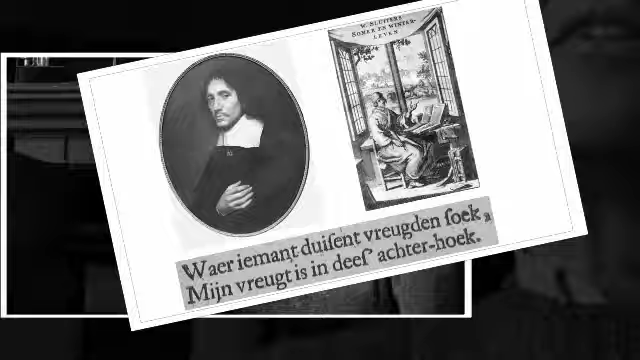 W. SLUITERS
SOMER EN WINTER-
LEVEN
Waer iemant duiſent vreugden ſoek,
Mijn vreugt is in deeſ' achter-hoek.